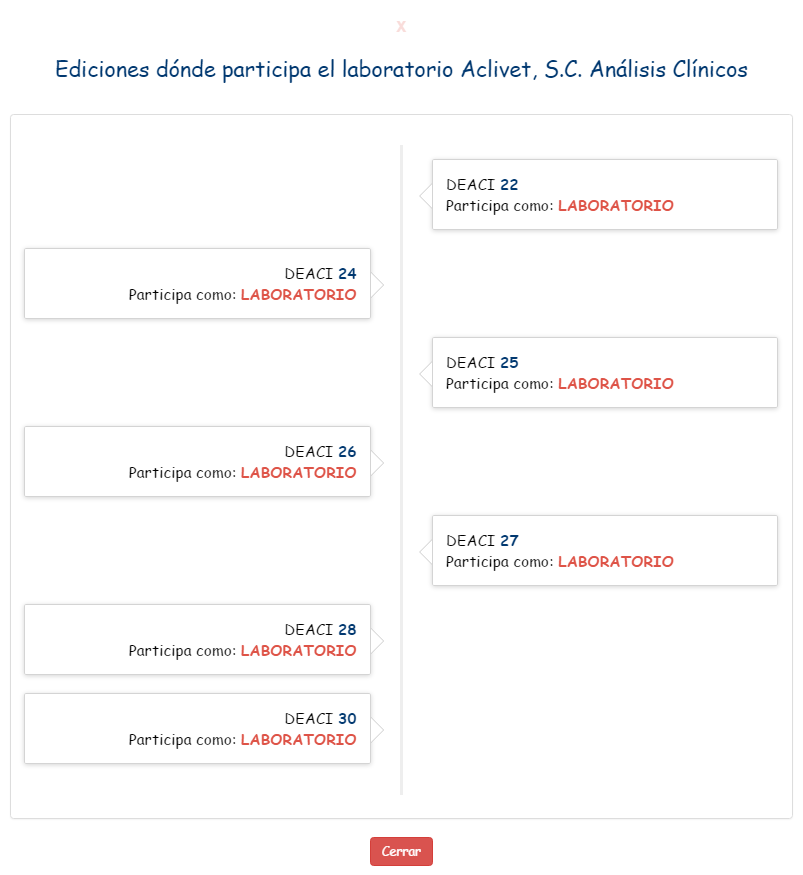 x
Ediciones dónde participa el laboratorio Aclivet, S.C. Análisis Clínicos
DEACI 22
Participa como: LABORATORIO
DEACI 24
Participa como: LABORATORIO
DEACI 25
Participa como: LABORATORIO
DEACI 26
Participa como: LABORATORIO
DEACI 27
Participa como: LABORATORIO
DEACI 28
Participa como: LABORATORIO
DEACI 30
Participa como: LABORATORIO
Cerrar